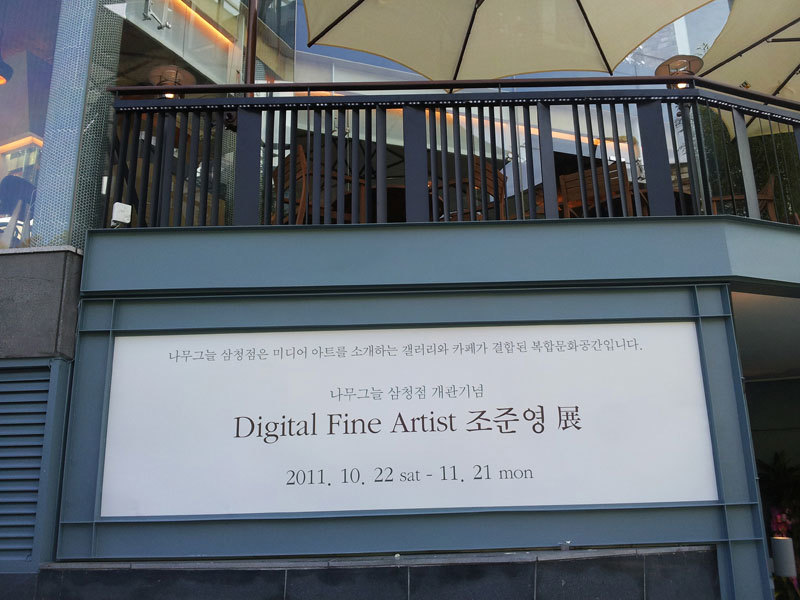 나무그늘 삼청점은 미디어 아트를 소개하는 갤러리와 카페가 결합된 복합문화공간입니다.
나무그늘 삼청점 개관기념
Digital Fine Artist 조준영 展
2011. 10. 22 sat - 11. 21 mon